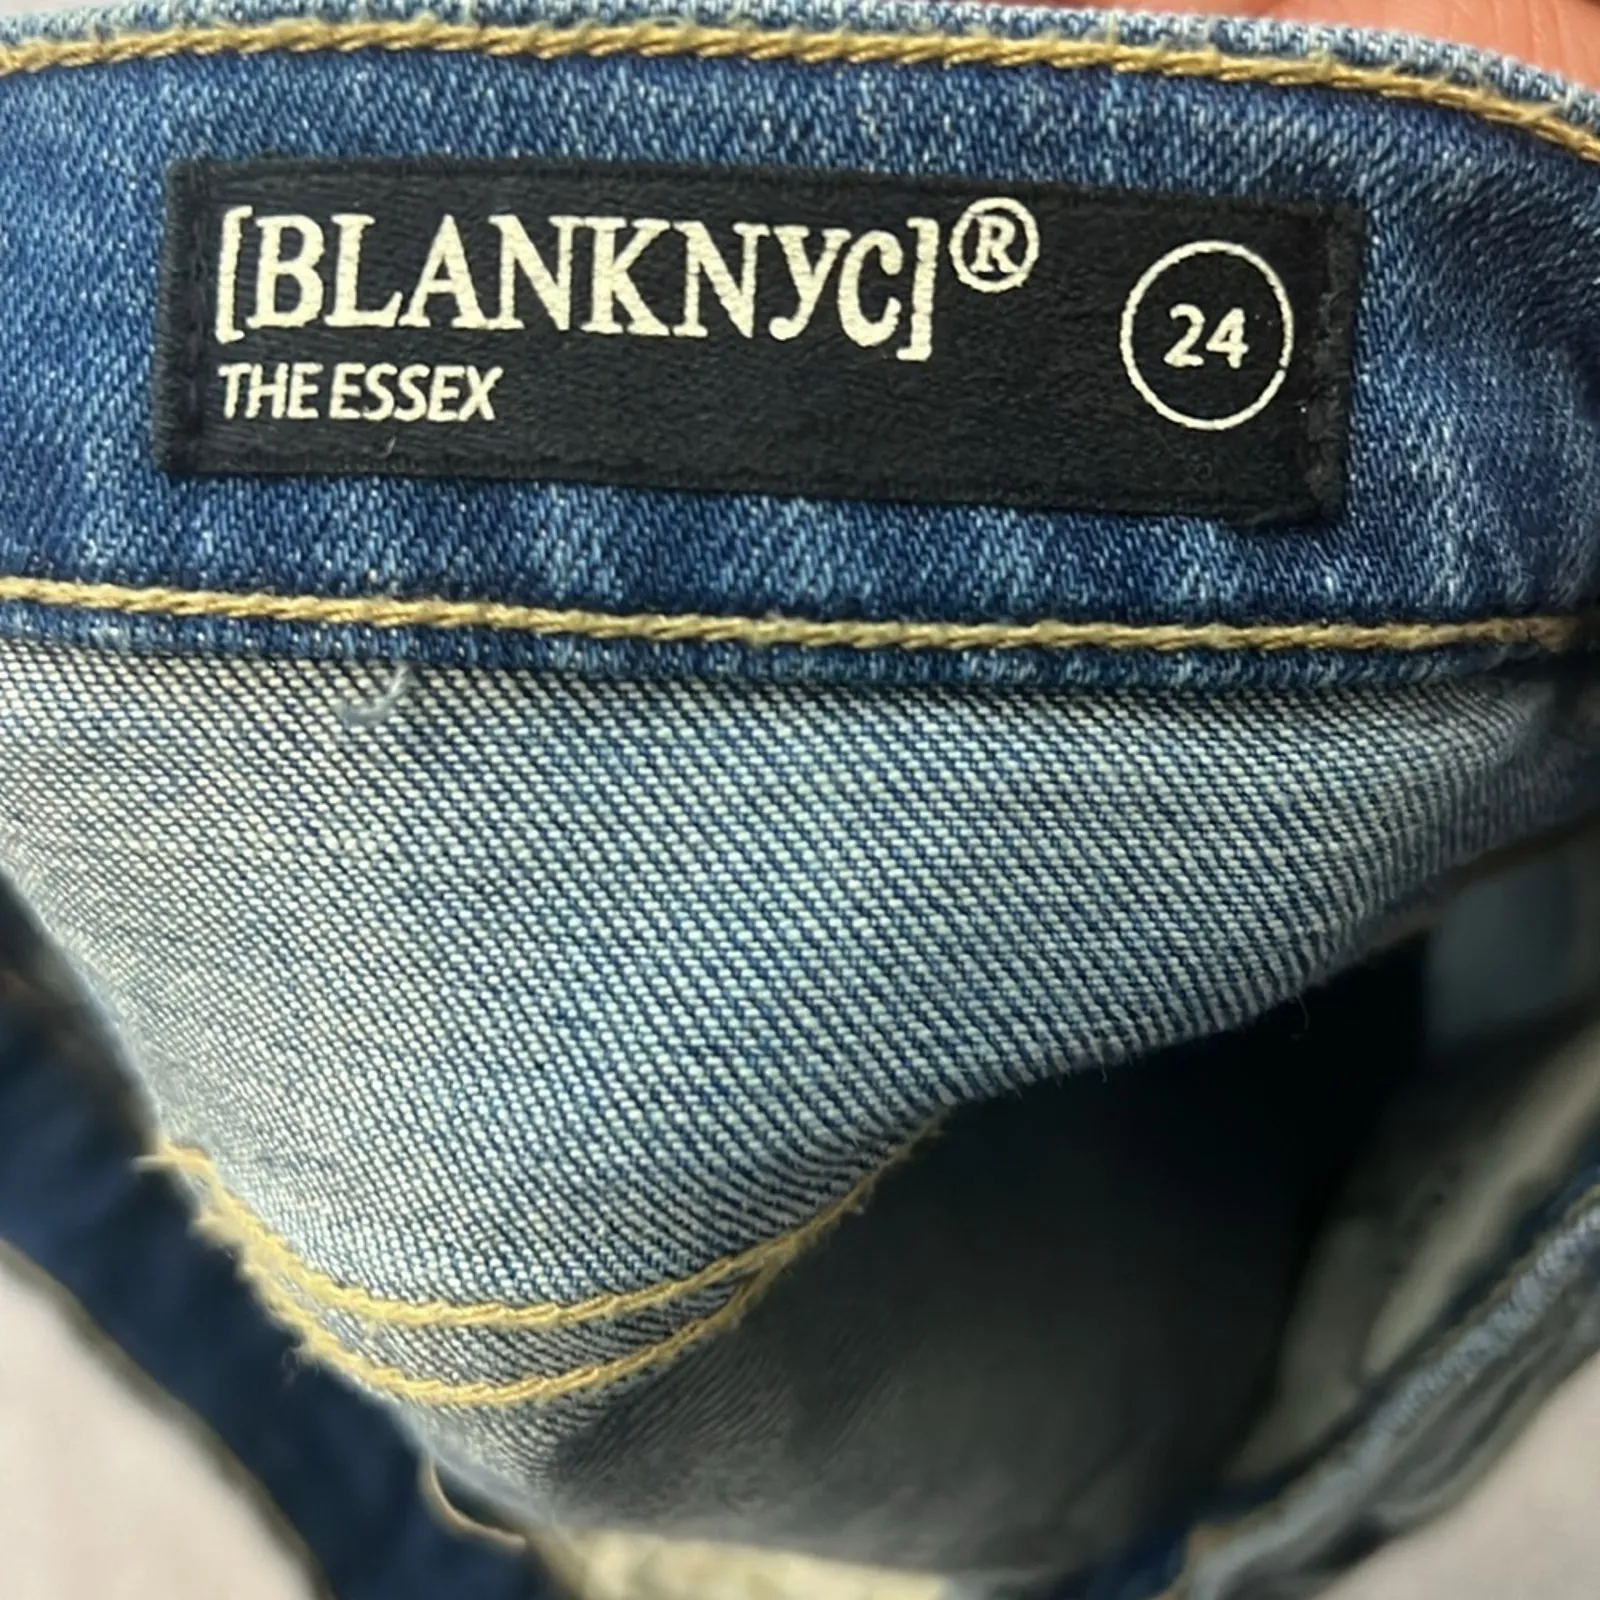 [BLANKNYC]®
THE ESSEX
24